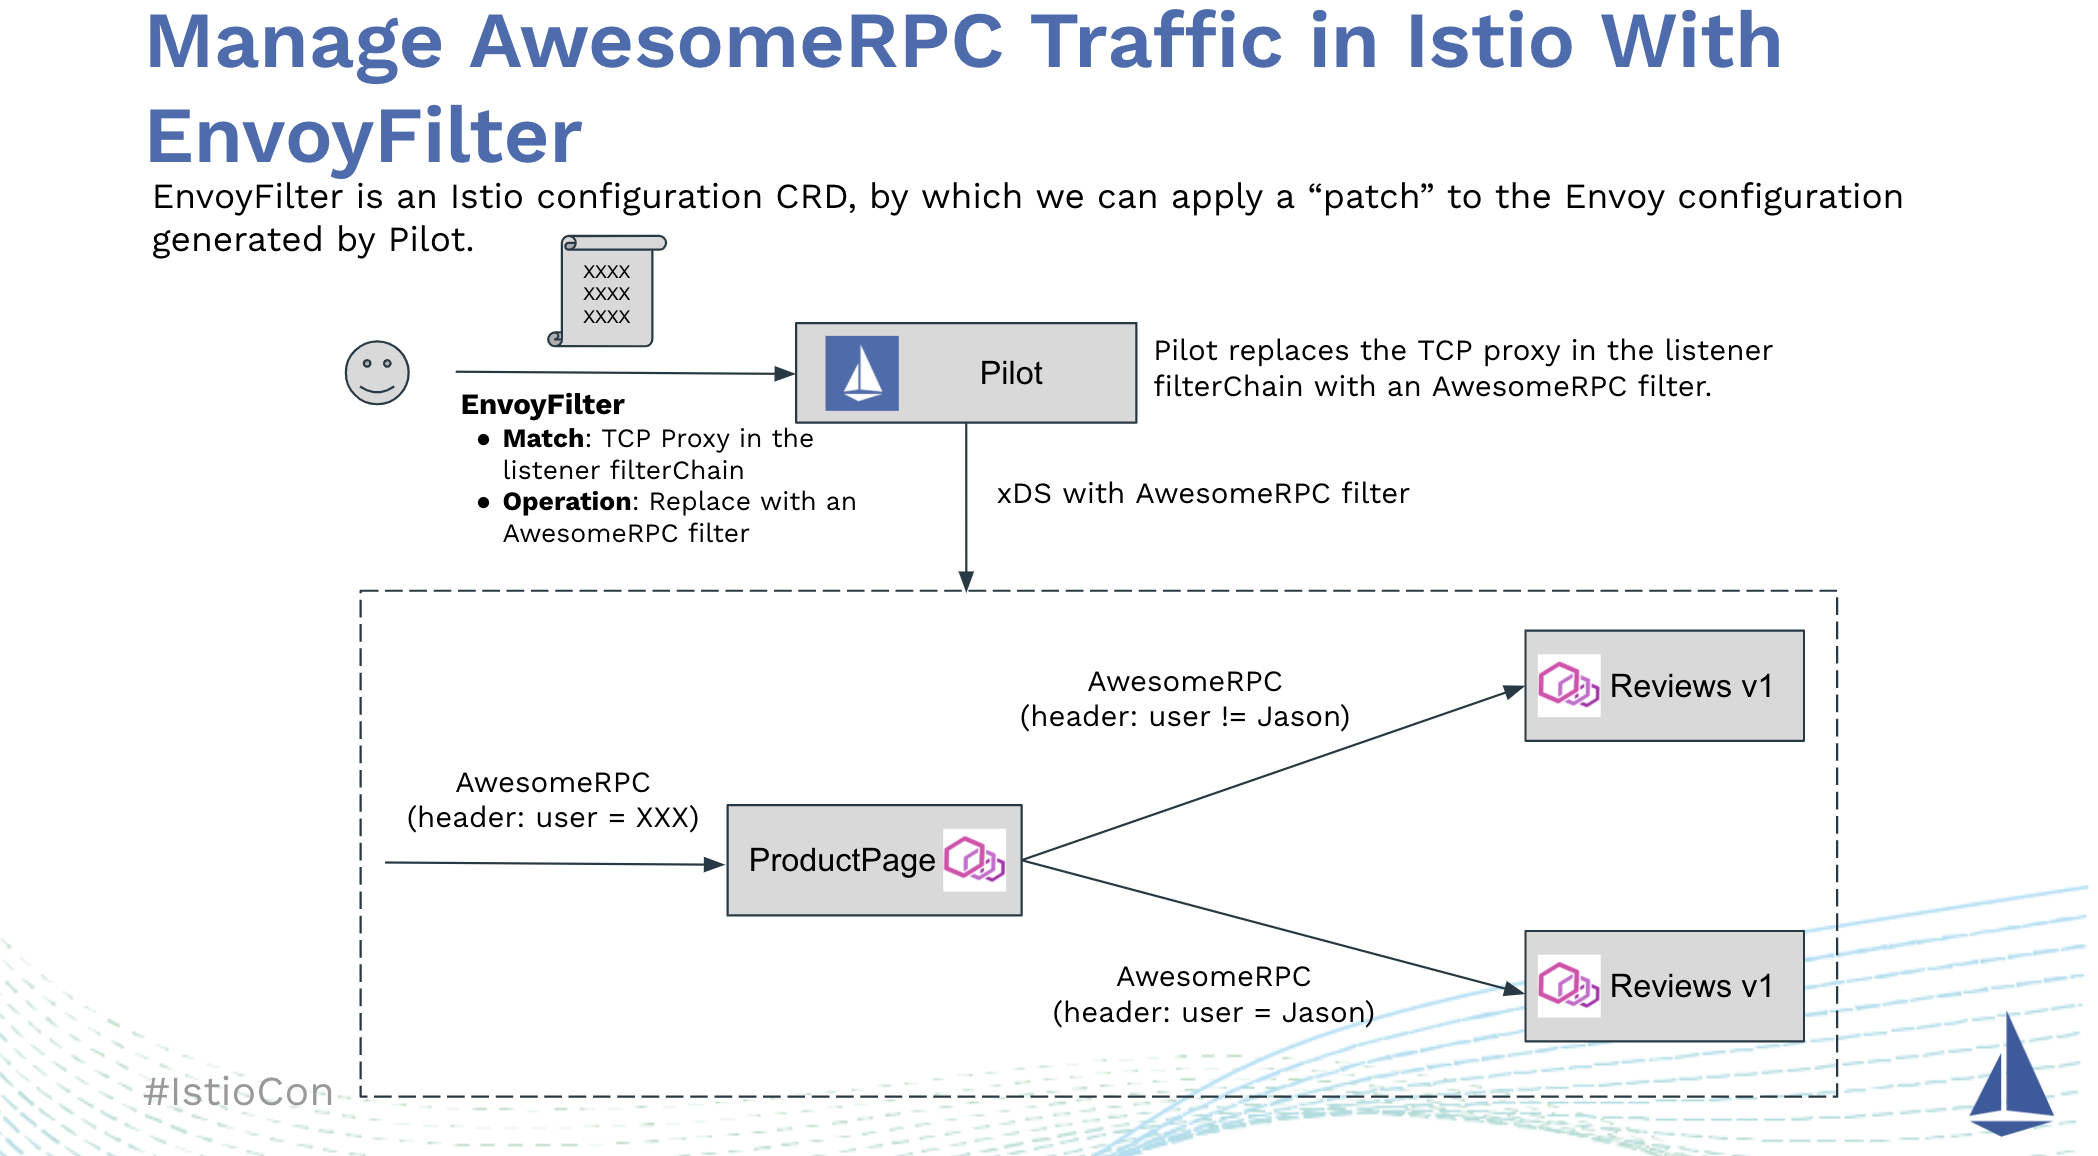 Manage AwesomeRPC Traffic in Istio With
EnvoyFilter
EnvoyFilter is an Istio configuration CRD, by which we can apply a “patch” to the Envoy configuration
generated by Pilot.
XXXX
XXXX
XXXX
Pilot
Pilot replaces the TCP proxy in the listener
filterChain with an AwesomeRPC filter.
EnvoyFilter
● Match: TCP Proxy in the
listener filterChain
● Operation: Replace with an
AwesomeRPC filter
xDS with AwesomeRPC filter
AwesomeRPC
(header: user != Jason)
Reviews v1
AwesomeRPC
(header: user = XXX)
ProductPage
AwesomeRPC
(header: user = Jason)
Reviews v1
#IstioCon